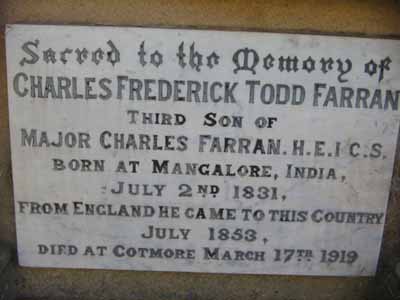 Sacred to the Memory of
CHARLES FREDERICK TODD FARRAN
THIRD SON OF
MAJOR CHARLES FARRAN. H.E.I C.S.
BORN AT MANGALORE, INDIA,
JULY 2ND 1831,
FROM ENGLAND HE CAME TO THIS COUNTRY
JULY 1853,
DIED AT COTMORE MARCH 17TH 1919